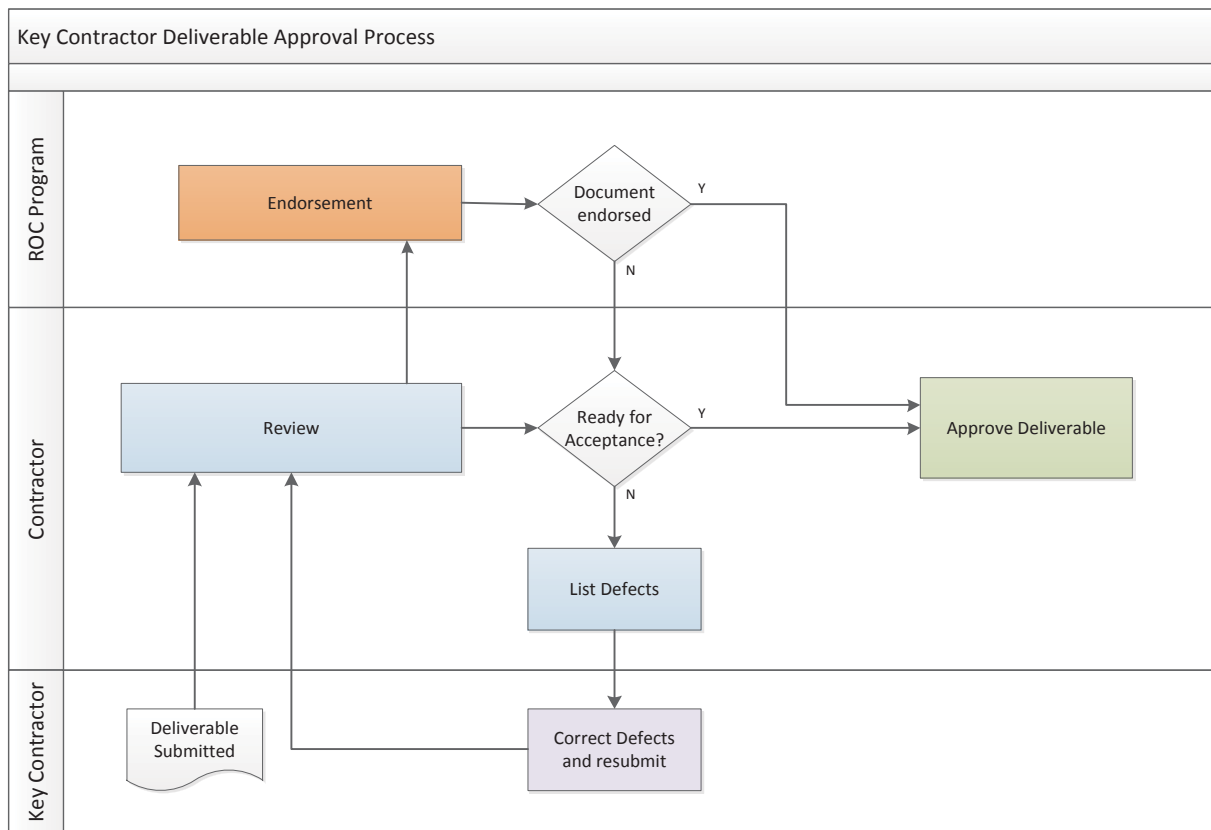 Key Contractor Deliverable Approval Process
ROC Program
Endorsement
Document
endorsed
Y
N
Contractor
Review
Ready for
Acceptance?
Y
N
Approve Deliverable
List Defects
Key Contractor
Deliverable
Submitted
Correct Defects
and resubmit